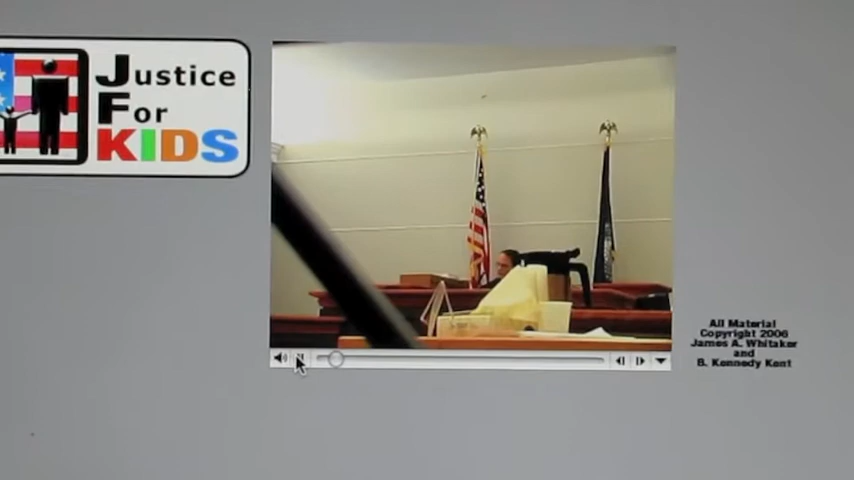 Justice
For
KIDS
All Material
Copyright 2006
James A. Whitaker
and
B. Kennedy Kent